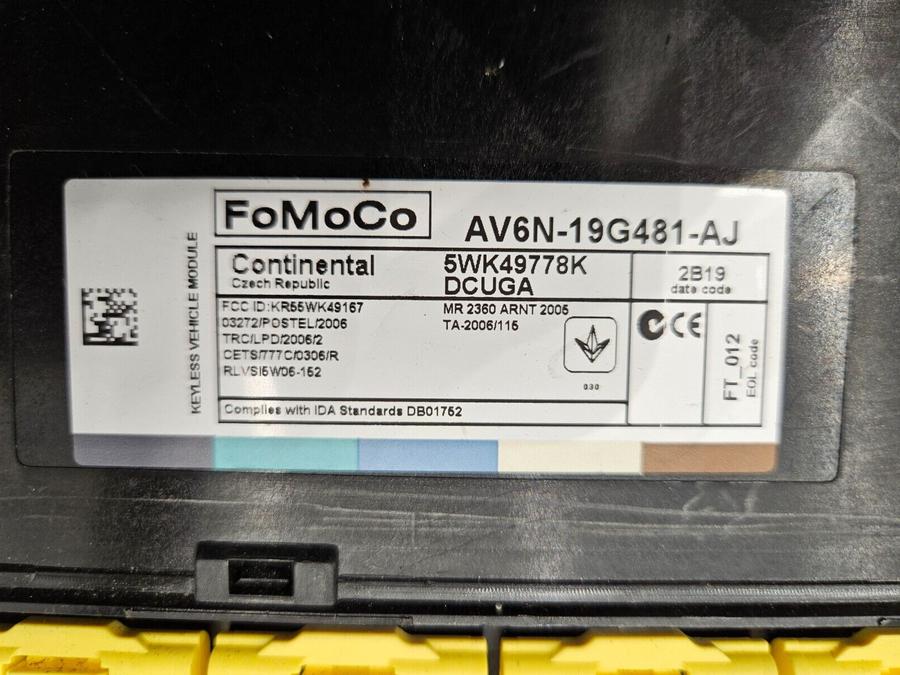 KEYLESS VEHICLE MODULE
FoMoCo
AV6N-19G481-AJ
Continental
Czech Republic
5WK49778K
DCUGA
2B19
date code
FCC ID:KR55WK49167
03272/POSTEL/2006
TRC/LPD/2006/2
CETS/777C/0306/R
RLVSI5W06-152
MR 2360 ARNT 2005
TA-2006/115
030
CE
FT_012
EOL code
Complies with IDA Standards DB01752